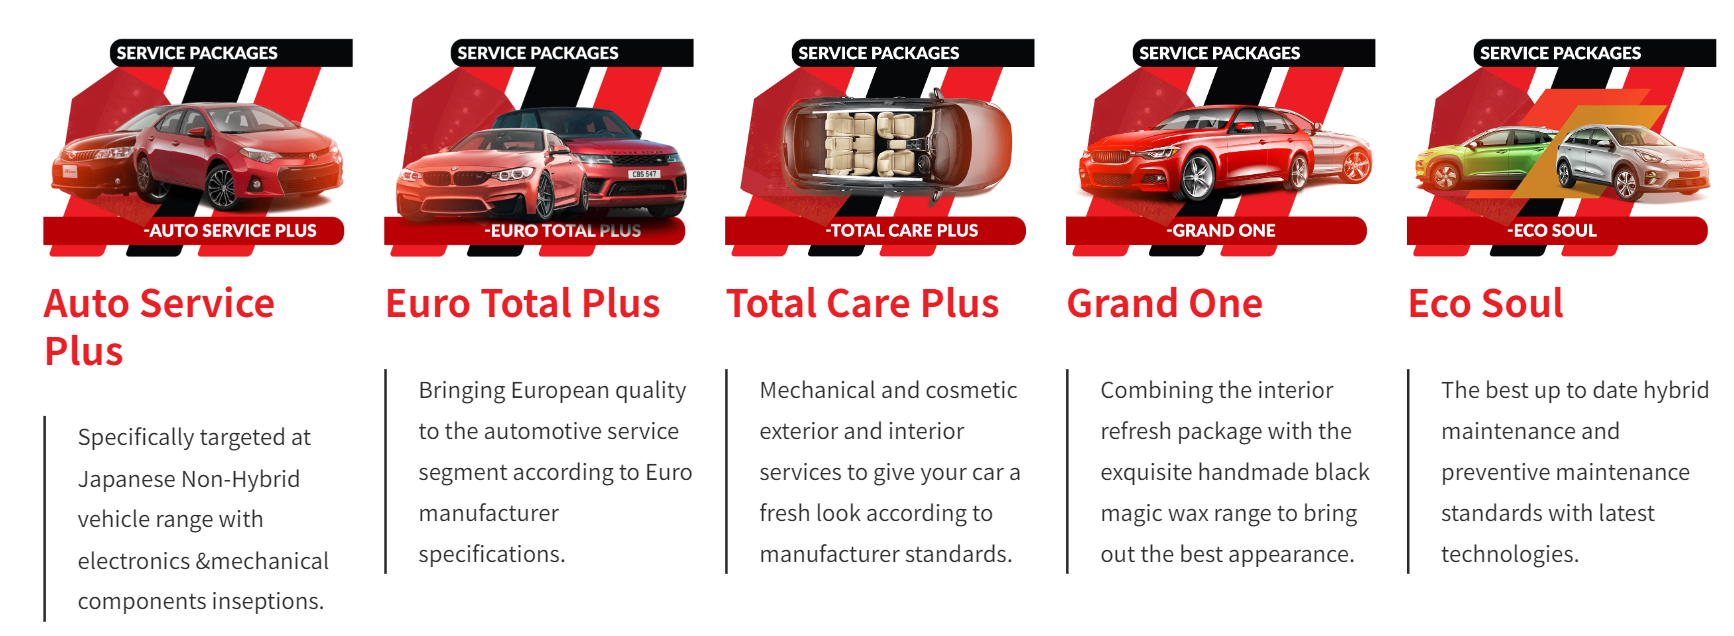 SERVICE PACKAGES
-AUTO SERVICE PLUS
Auto Service
Plus
Specifically targeted at
Japanese Non-Hybrid
vehicle range with
electronics &mechanical
components inseptions.
SERVICE PACKAGES
CBS 547
-EURO TOTAL PLUS
Euro Total Plus
Bringing European quality
to the automotive service
segment according to Euro
manufacturer
specifications.
SERVICE PACKAGES
-TOTAL CARE PLUS
Total Care Plus
Mechanical and cosmetic
exterior and interior
services to give your car a
fresh look according to
manufacturer standards.
SERVICE PACKAGES
-GRAND ONE
Grand One
Combining the interior
refresh package with the
exquisite handmade black
magic wax range to bring
out the best appearance.
SERVICE PACKAGES
-ECO SOUL
Eco Soul
The best up to date hybrid
maintenance and
preventive maintenance
standards with latest
technologies.